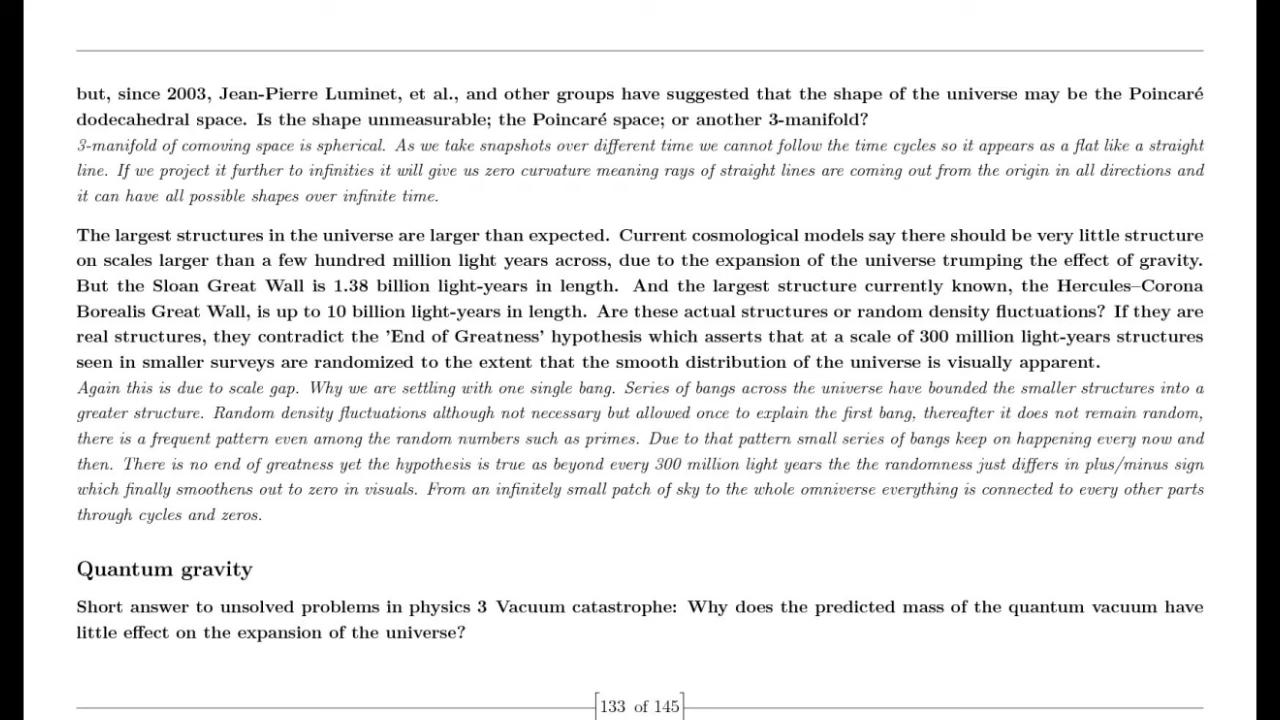 but, since 2003, Jean-Pierre Luminet, et al., and other groups have suggested that the shape of the universe may be the Poincaré
dodecahedral space. Is the shape unmeasurable; the Poincaré space; or another 3-manifold?
3-manifold of comoving space is spherical. As we take snapshots over different time we cannot follow the time cycles so it appears as a flat like a straight
line. If we project it further to infinities it will give us zero curvature meaning rays of straight lines are coming out from the origin in all directions and
it can have all possible shapes over infinite time.
The largest structures in the universe are larger than expected. Current cosmological models say there should be very little structure
on scales larger than a few hundred million light years across, due to the expansion of the universe trumping the effect of gravity.
But the Sloan Great Wall is 1.38 billion light-years in length. And the largest structure currently known, the Hercules–Corona
Borealis Great Wall, is up to 10 billion light-years in length. Are these actual structures or random density fluctuations? If they are
real structures, they contradict the 'End of Greatness' hypothesis which asserts that at a scale of 300 million light-years structures
seen in smaller surveys are randomized to the extent that the smooth distribution of the universe is visually apparent.
Again this is due to scale gap. Why we are settling with one single bang. Series of bangs across the universe have bounded the smaller structures into a
greater structure. Random density fluctuations although not necessary but allowed once to explain the first bang, thereafter it does not remain random,
there is a frequent pattern even among the random numbers such as primes. Due to that pattern small series of bangs keep on happening every now and
then. There is no end of greatness yet the hypothesis is true as beyond every 300 million light years the the randomness just differs in plus/minus sign
which finally smoothens out to zero in visuals. From an infinitely small patch of sky to the whole omniverse everything is connected to every other parts
through cycles and zeros.
Quantum gravity
Short answer to unsolved problems in physics 3 Vacuum catastrophe: Why does the predicted mass of the quantum vacuum have
little effect on the expansion of the universe?
133 of 145